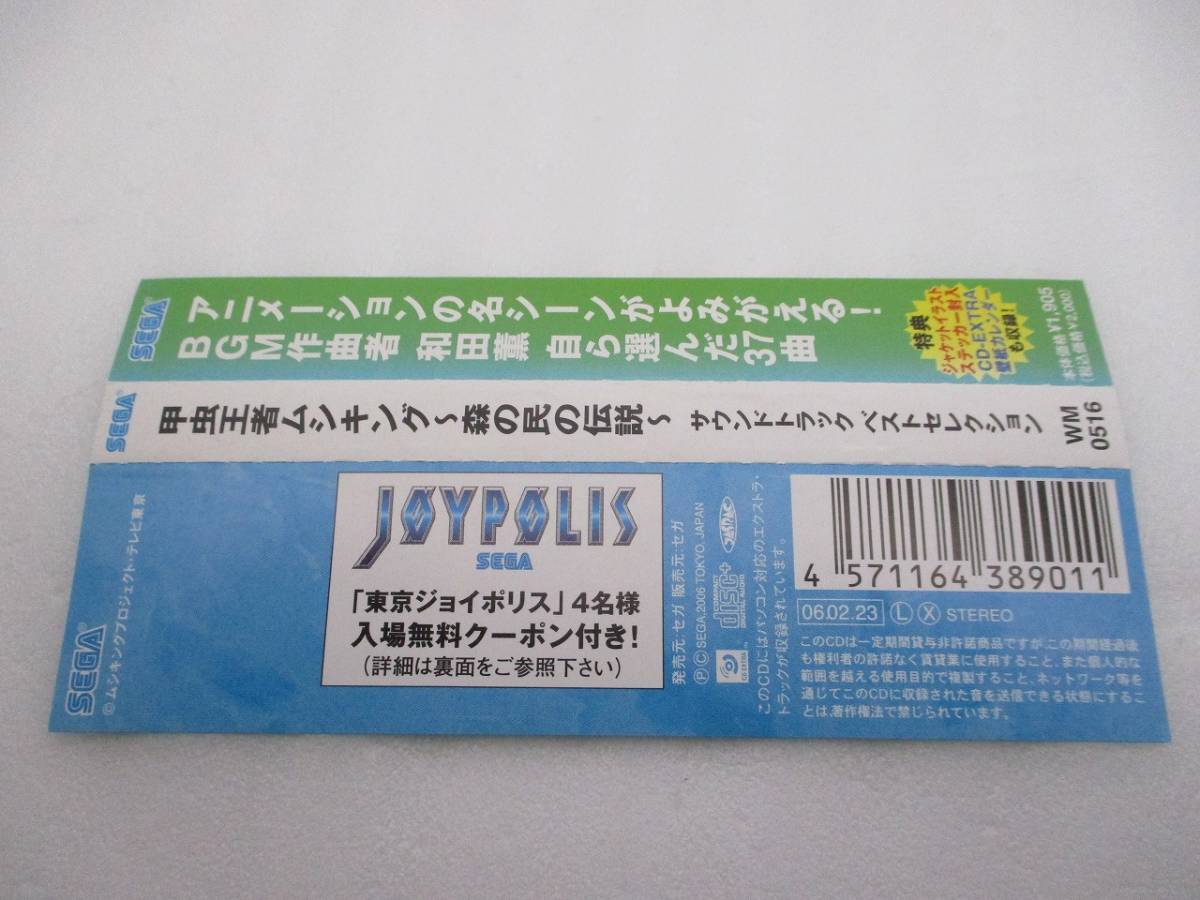 SEGA
アニメーションの名シーンがよみがえる!
BGM作曲者 和田薫 自ら選んだ37曲
特典
ジャケットイラスト
ステッカー封入
CD-EXTRA
壁紙カレンダー
も収録!
本体価格 ¥1,905
(税込価格 ¥2,000)
SEGA
甲虫王者ムシキング〜森の民の伝説〜 サウンドトラック ベストセレクション
WM
0516
SEGA
©ムシキングプロジェクト・テレビ東京
JOYPOLIS
SEGA
「東京ジョイポリス」4名様
入場無料クーポン付き!
(詳細は裏面をご参照下さい)
発売元:セガ 販売元:セガ
ⓅⒸSEGA,2006 TOKYO, JAPAN
COMPACT
disc+
DIGITAL AUDIO
CD EXTRA
このCDにはパソコン対応のエクストラ・
トラックが収録されています。
4 571164 389011
06.02.23 Ⓛ Ⓧ STEREO
このCDは一定期間貸与非許諾商品ですが、この期間経過後
も権利者の許諾なく賃貸業に使用すること、また個人的な
範囲を越える使用目的で複製すること、ネットワーク等を
通じてこのCDに収録された音を送信できる状態にするこ
とは、著作権法で禁じられています。